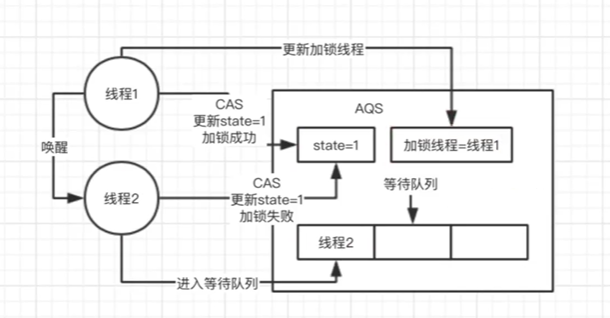 更新加锁线程
线程1
CAS
更新state=1
加锁成功
AQS
state=1
加锁线程=线程1
唤醒
线程2
CAS
更新state=1
加锁失败
等待队列
线程2
进入等待队列